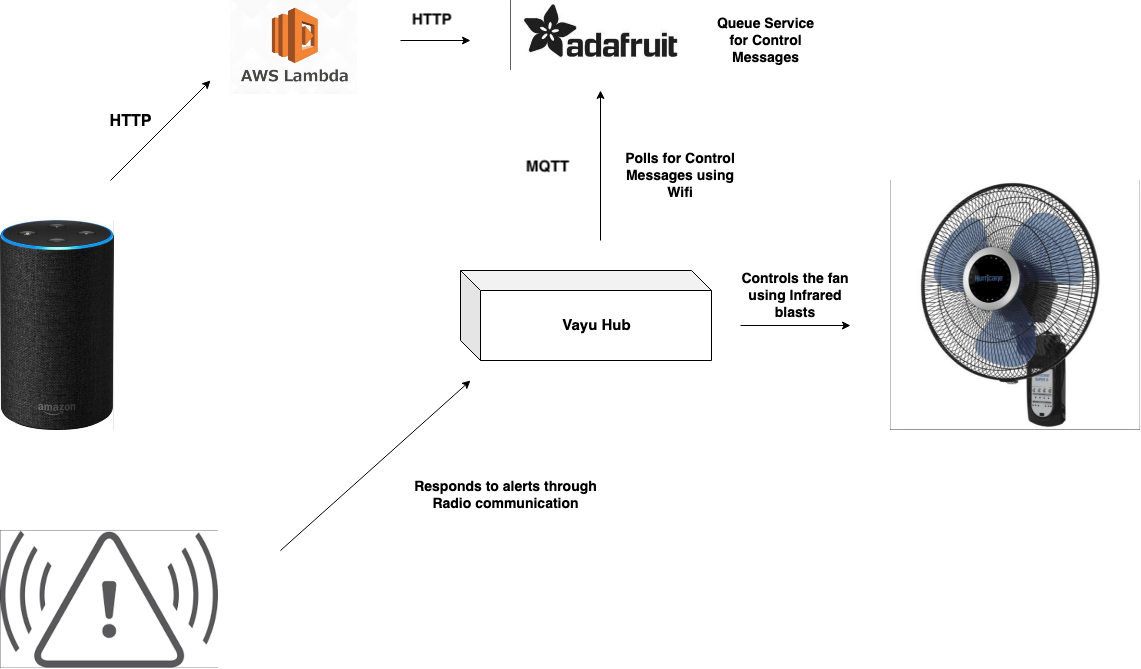 HTTP
AWS Lambda
HTTP
adafruit
Queue Service
for Control
Messages
MQTT
Polls for Control
Messages using
Wifi
amazon
Vayu Hub
Controls the fan
using Infrared
blasts
Hurricane
Responds to alerts through
Radio communication
!